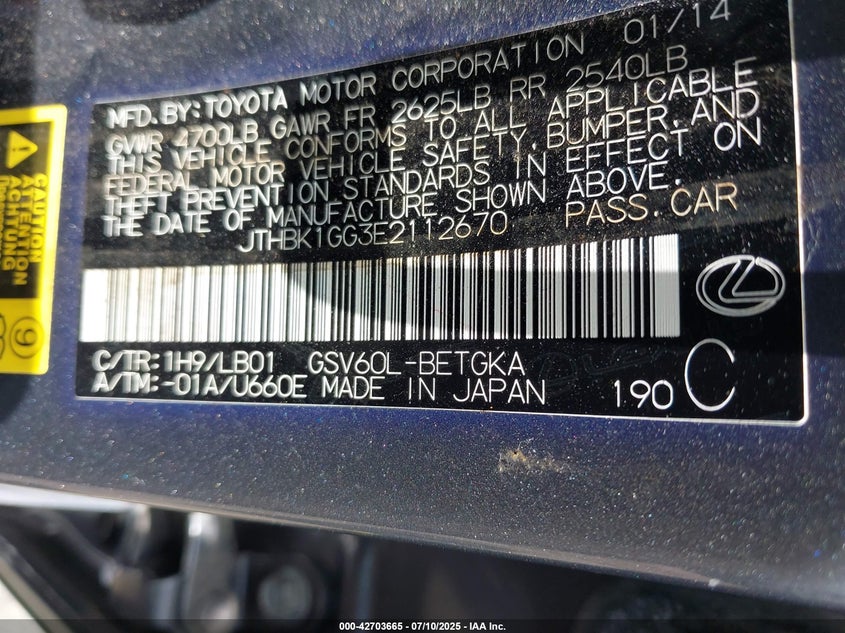 MFD.BY:TOYOTA MOTOR CORPORATION 01/14
GVWR 4700LB GAWR FR 2625LB RR 2540LB
THIS VEHICLE CONFORMS TO ALL APPLICABLE
FEDERAL MOTOR VEHICLE SAFETY,BUMPER,AND
THEFT PREVENTION STANDARDS IN EFFECT ON
THE DATE OF MANUFACTURE SHOWN ABOVE.
JTHBK1GG3E2112670 PASS.CAR
C/TR:1H9/LB01 GSV60L-BETGKA
A/TM:-01A/U660E MADE IN JAPAN 190 C
CAUTION
ATTENTION
ACHTUNG
9
000-42703665 / 07/10/2025 - IAA Inc.